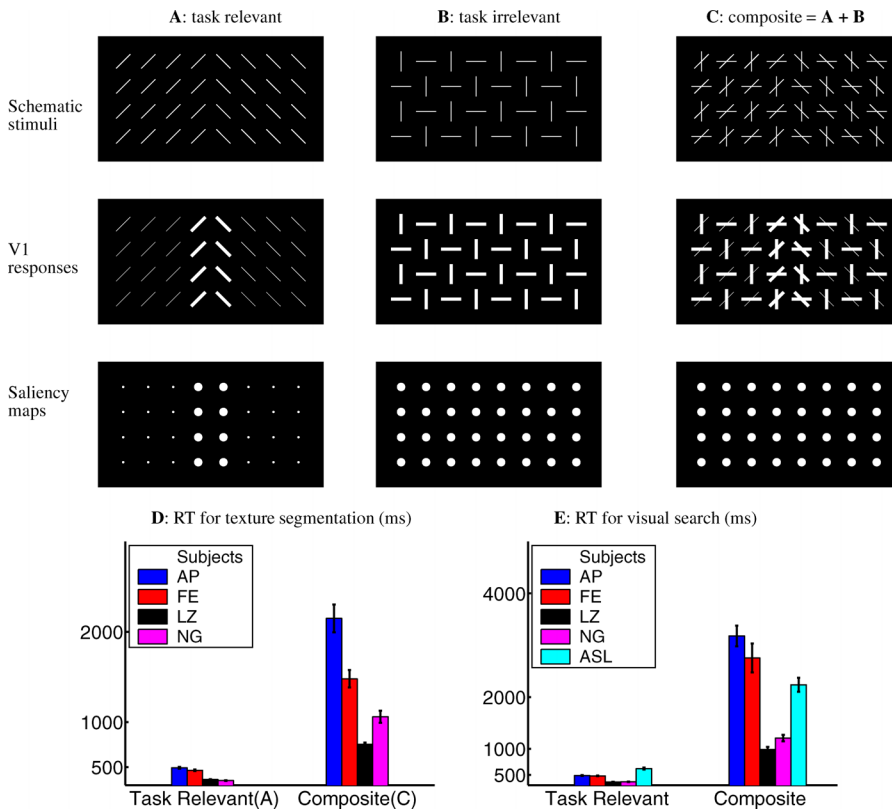 A: task relevant
B: task irrelevant
C: composite = A + B
Schematic
stimuli
V1
responses
Saliency
maps
D: RT for texture segmentation (ms)
Subjects
AP
FE
LZ
NG
2000
1000
500
Task Relevant(A)
Composite(C)
E: RT for visual search (ms)
Subjects
AP
FE
LZ
NG
ASL
4000
2000
1000
500
Task Relevant
Composite